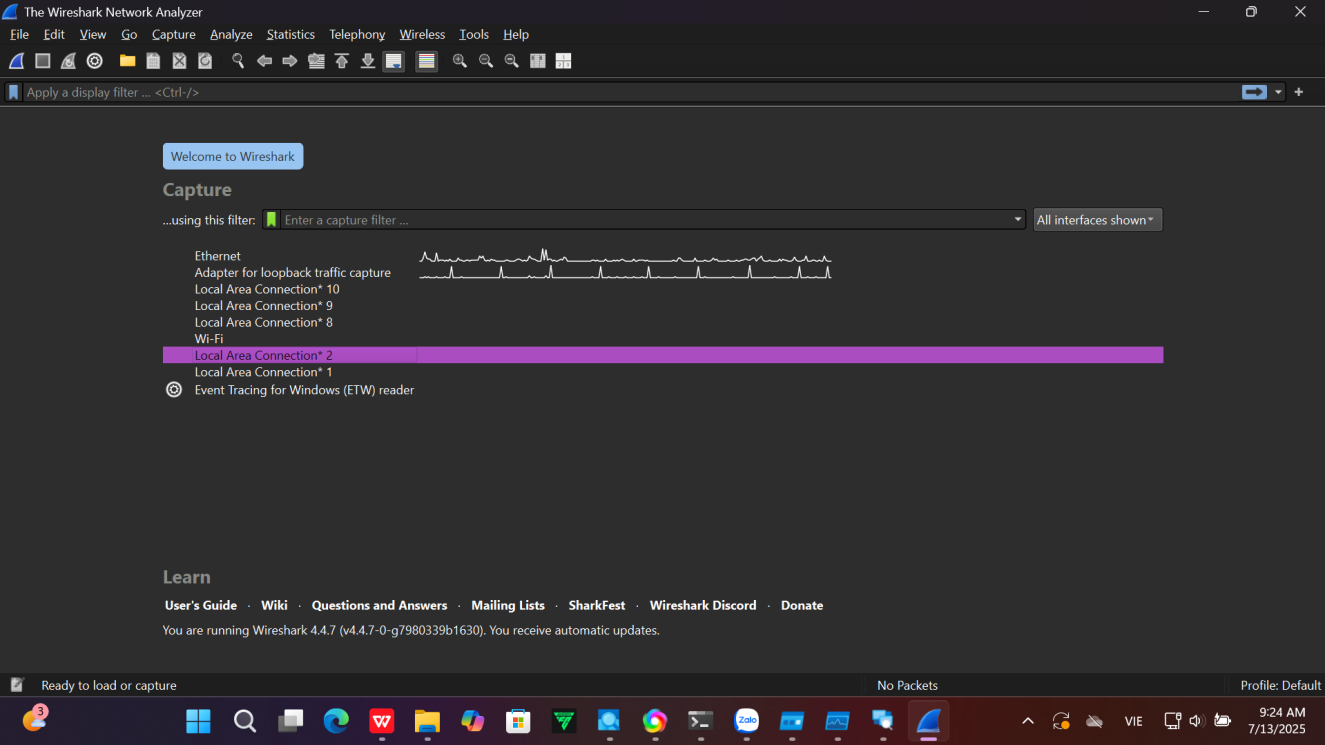 The Wireshark Network Analyzer
File Edit View Go Capture Analyze Statistics Telephony Wireless Tools Help
Apply a display filter ... <Ctrl-/>
Welcome to Wireshark
Capture
...using this filter: Enter a capture filter ... All interfaces shown
Ethernet
Adapter for loopback traffic capture
Local Area Connection* 10
Local Area Connection* 9
Local Area Connection* 8
Wi-Fi
Local Area Connection* 2
Local Area Connection* 1
Event Tracing for Windows (ETW) reader
Learn
User's Guide · Wiki · Questions and Answers · Mailing Lists · SharkFest · Wireshark Discord · Donate
You are running Wireshark 4.4.7 (v4.4.7-0-g7980339b1630). You receive automatic updates.
Ready to load or capture No Packets Profile: Default
3 Zalo VIE 9:24 AM
7/13/2025